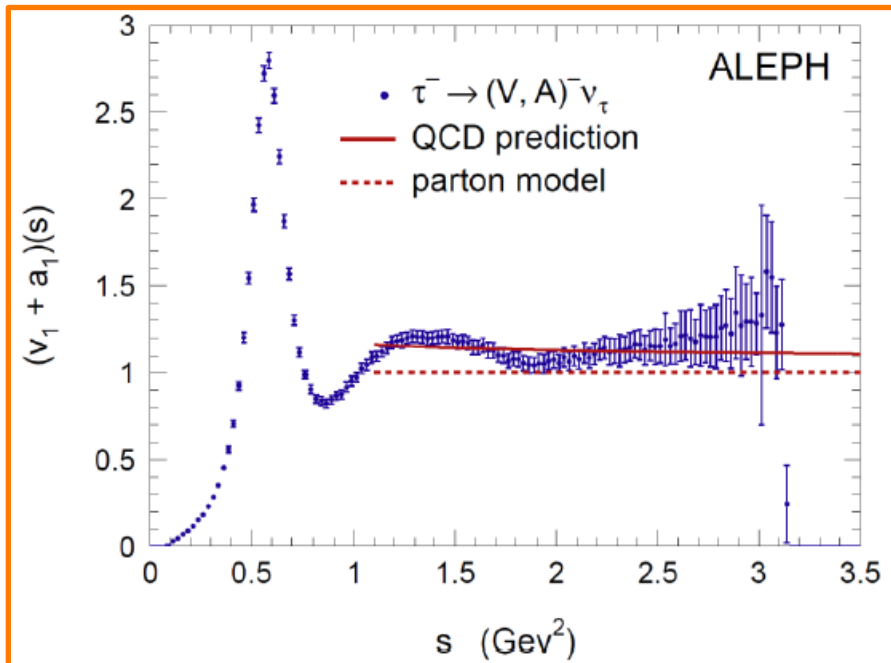 ALEPH
τ⁻ → (V, A)⁻ ν_τ
QCD prediction
parton model
(v₁ + a₁)(s)
3
2.5
2
1.5
1
0.5
0
0 0.5 1 1.5 2 2.5 3 3.5
s (Gev²)